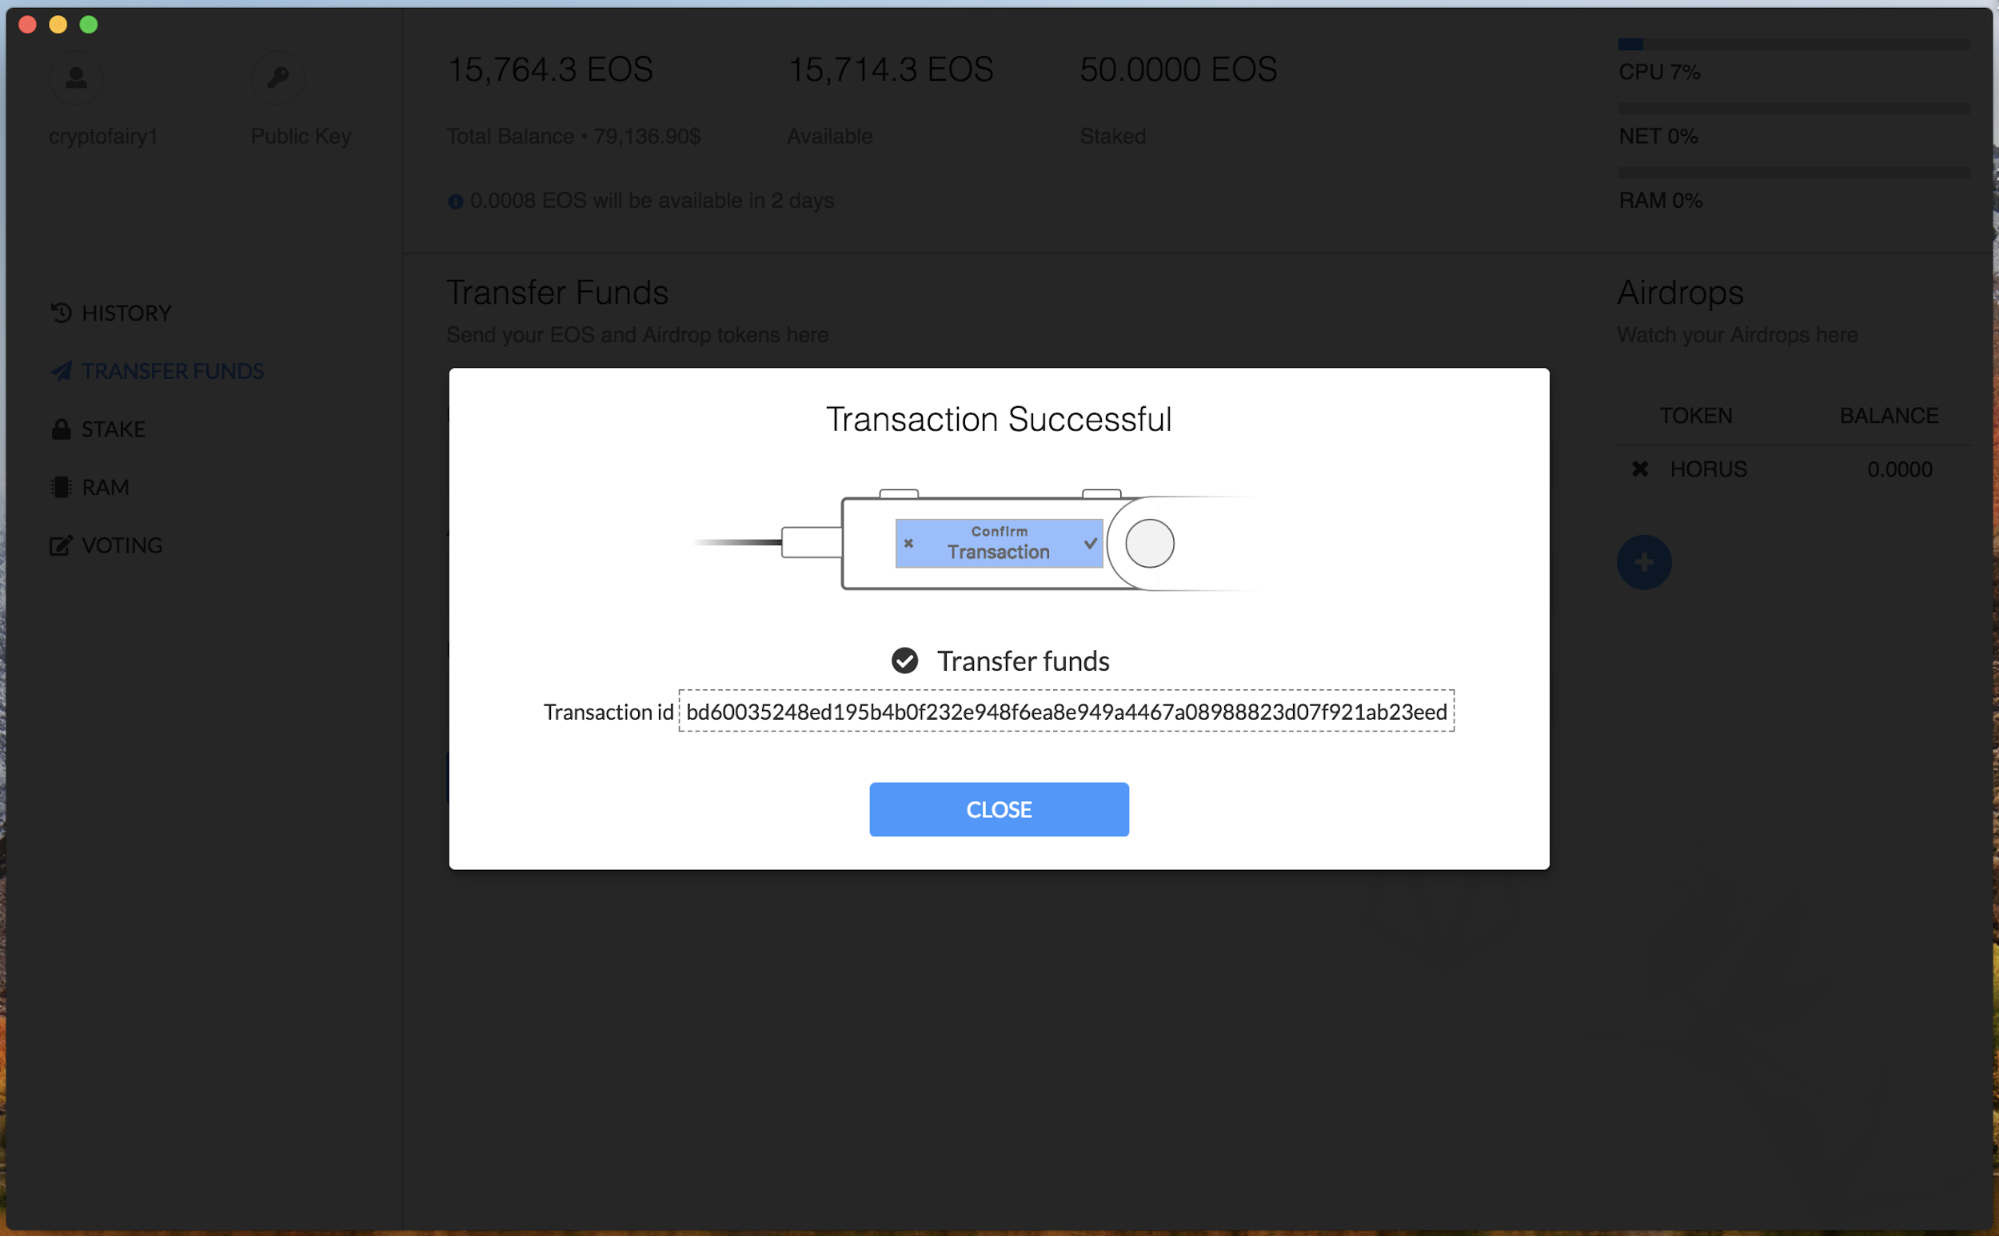 15,764.3 EOS
15,714.3 EOS
50.0000 EOS
CPU 7%
cryptofairy1
Public Key
Total Balance • 79,136.90$
Available
Staked
NET 0%
0.0008 EOS will be available in 2 days
RAM 0%
HISTORY
TRANSFER FUNDS
STAKE
RAM
VOTING
Transfer Funds
Send your EOS and Airdrop tokens here
Airdrops
Watch your Airdrops here
TOKEN BALANCE
HORUS 0.0000
Transaction Successful
Confirm
Transaction
Transfer funds
Transaction id bd60035248ed195b4b0f232e948f6ea8e949a4467a08988823d07f921ab23eed
CLOSE